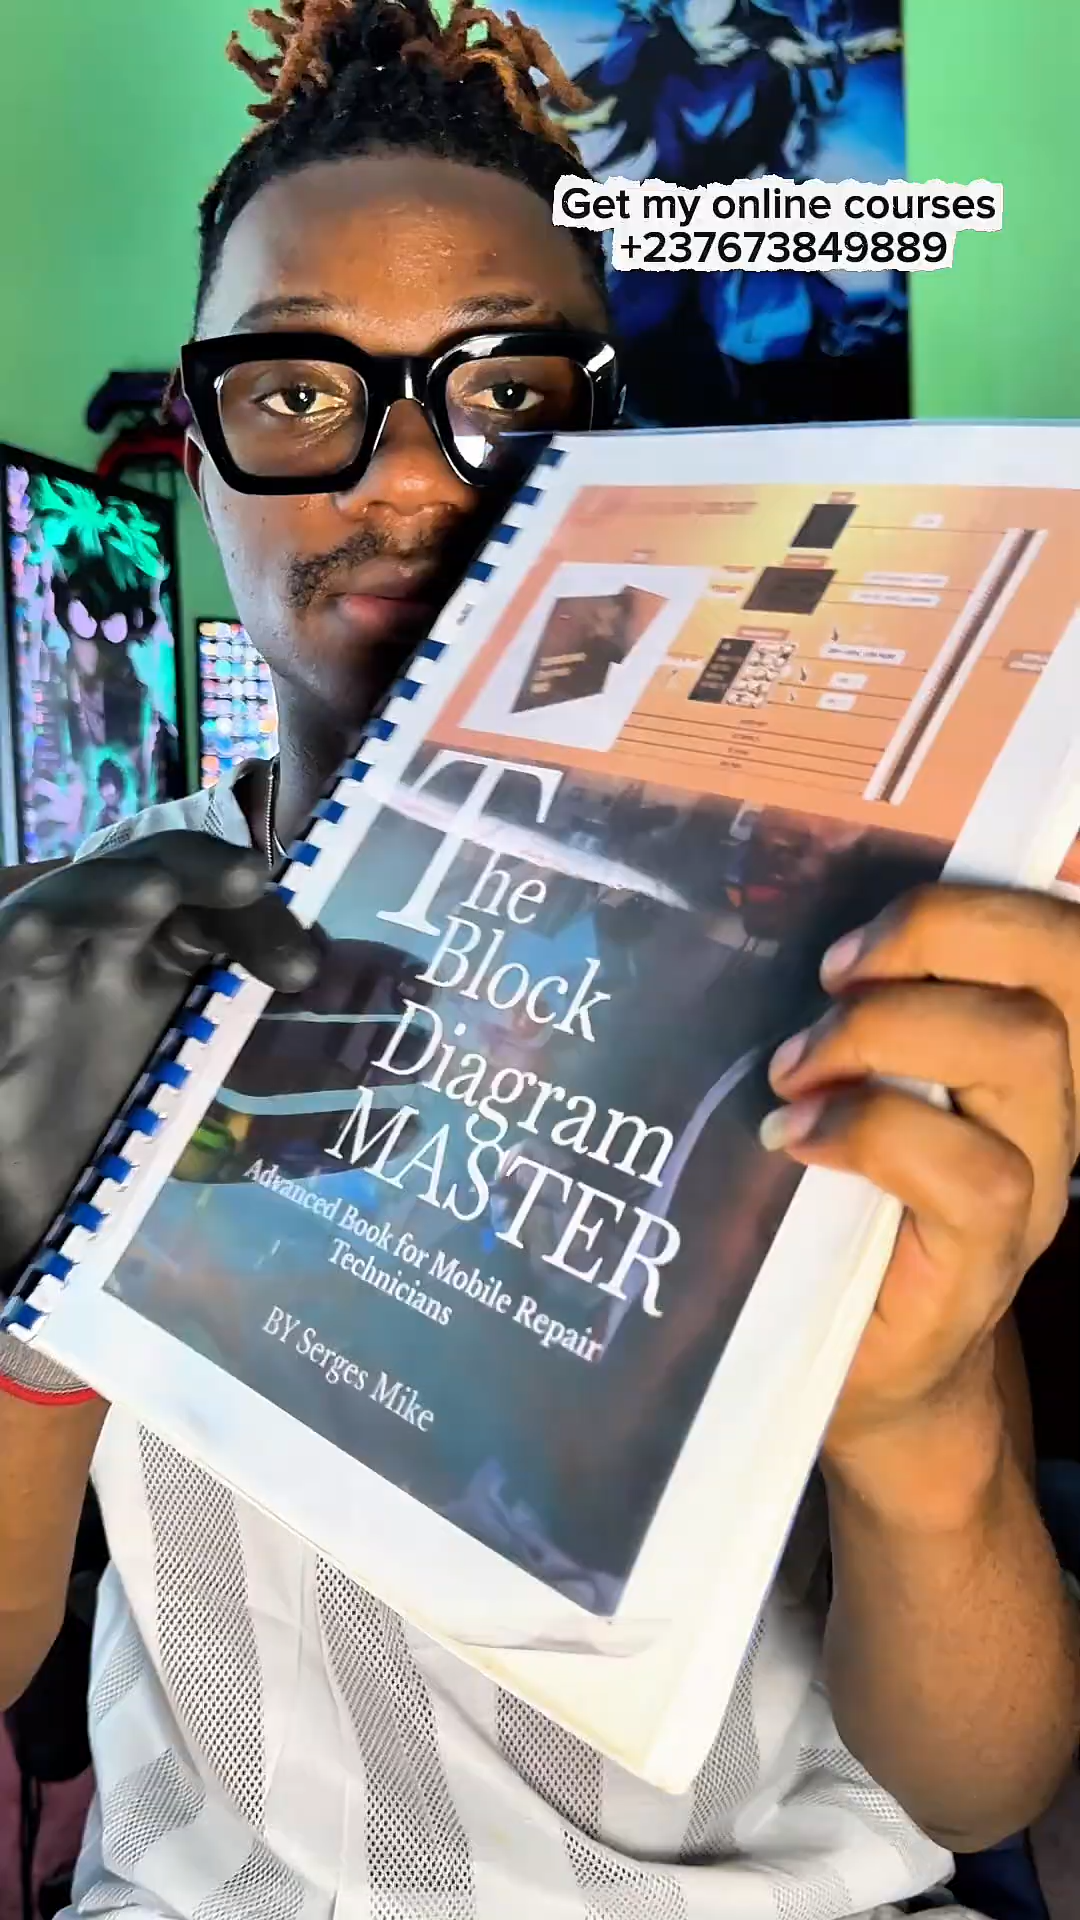 Get my online courses
+237673849889
The
Block
Diagram
MASTER
Advanced Book for Mobile Repair
Technicians
BY Serges Mike